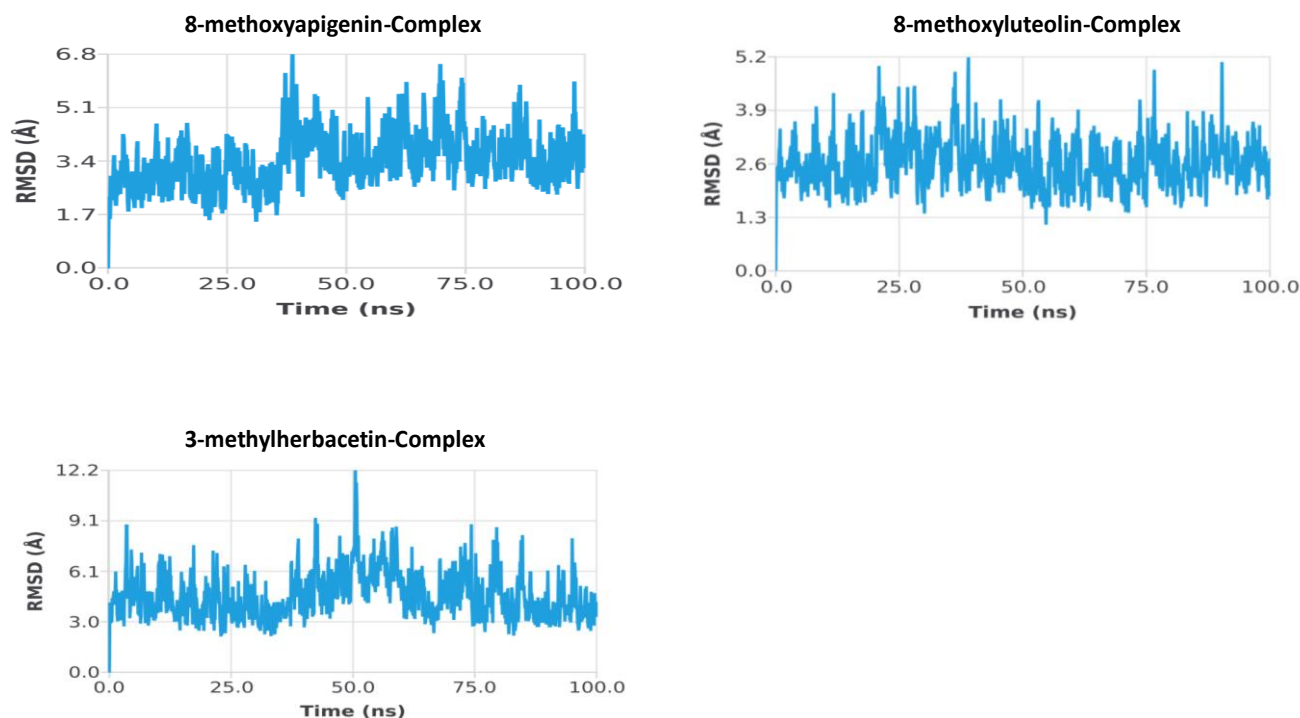 8-methoxyapigenin-Complex
6.8
5.1
3.4
1.7
0.0
RMSD (Å)
0.0 25.0 50.0 75.0 100.0
Time (ns)
8-methoxyluteolin-Complex
5.2
3.9
2.6
1.3
0.0
RMSD (Å)
0.0 25.0 50.0 75.0 100.0
Time (ns)
3-methylherbacetin-Complex
12.2
9.1
6.1
3.0
0.0
RMSD (Å)
0.0 25.0 50.0 75.0 100.0
Time (ns)